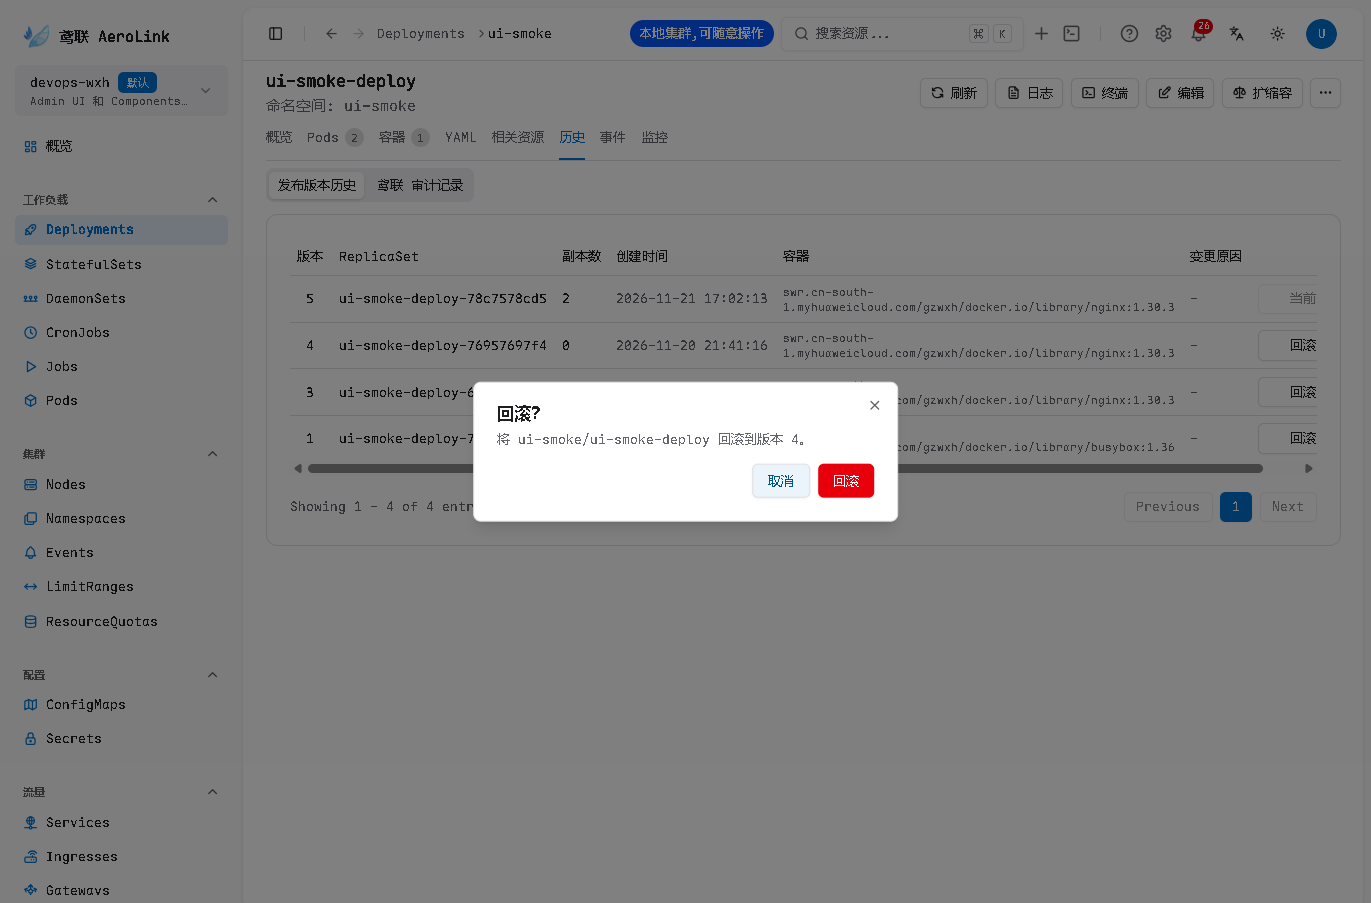 鸢联 AeroLink
Deployments
ui-smoke
本地集群,可随意操作
搜索资源...
⌘ K
26
U
devops-wxh 默认
Admin UI 和 Components…
概览
工作负载
Deployments
StatefulSets
DaemonSets
CronJobs
Jobs
Pods
集群
Nodes
Namespaces
Events
LimitRanges
ResourceQuotas
配置
ConfigMaps
Secrets
流量
Services
Ingresses
Gateways
ui-smoke-deploy
命名空间: ui-smoke
刷新 日志 终端 编辑 扩缩容 ...
概览 Pods 2 容器 1 YAML 相关资源 历史 事件 监控
发布版本历史 鸢联 审计记录
版本 ReplicaSet 副本数 创建时间 容器 变更原因
5 ui-smoke-deploy-78c7578cd5 2 2026-11-21 17:02:13 swr.cn-south-
1.myhuaweicloud.com/gzwxh/docker.io/library/nginx:1.30.3 - 当前
4 ui-smoke-deploy-76957697f4 0 2026-11-20 21:41:16 swr.cn-south-
1.myhuaweicloud.com/gzwxh/docker.io/library/nginx:1.30.3 - 回滚
3 ui-smoke-deploy-
com/gzwxh/docker.io/library/nginx:1.30.3 - 回滚
1 ui-smoke-deploy-7
com/gzwxh/docker.io/library/busybox:1.36 - 回滚
Showing 1 - 4 of 4 entr
Previous 1 Next
回滚?
将 ui-smoke/ui-smoke-deploy 回滚到版本 4。
取消 回滚